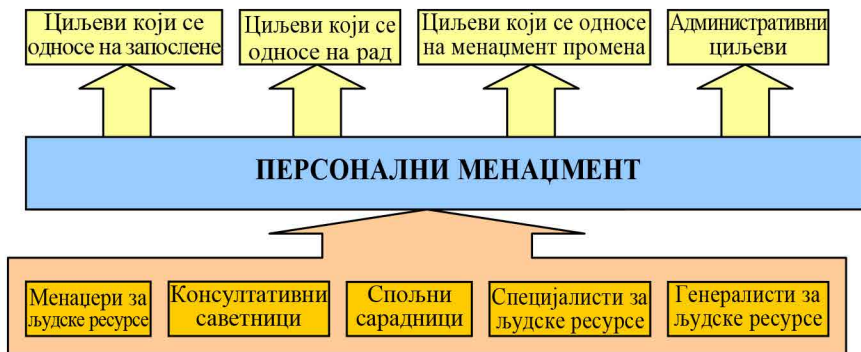 Циљеви који се
односе на запослене
Циљеви који се
односе на рад
Циљеви који се односе
на менаџмент промена
Административни
циљеви
ПЕРСОНАЛНИ МЕНАЏМЕНТ
Менаџери за
људске ресурсе
Консултативни
саветници
Спољни
сарадници
Специјалисти за
људске ресурсе
Генералисти за
људске ресурсе